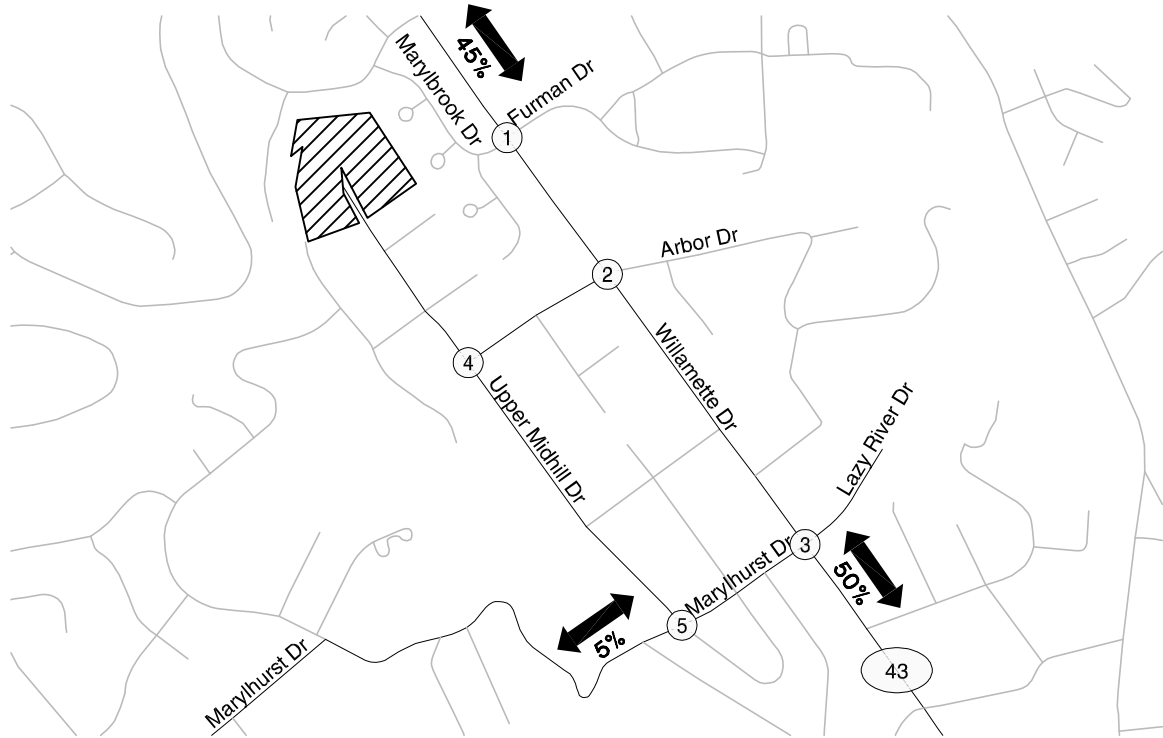 45%
Marylbrook Dr
Furman Dr
1
Arbor Dr
2
Willamette Dr
4
Upper Midhill Dr
Lazy River Dr
3
Marylhurst Dr
50%
5
5%
Marylhurst Dr
43